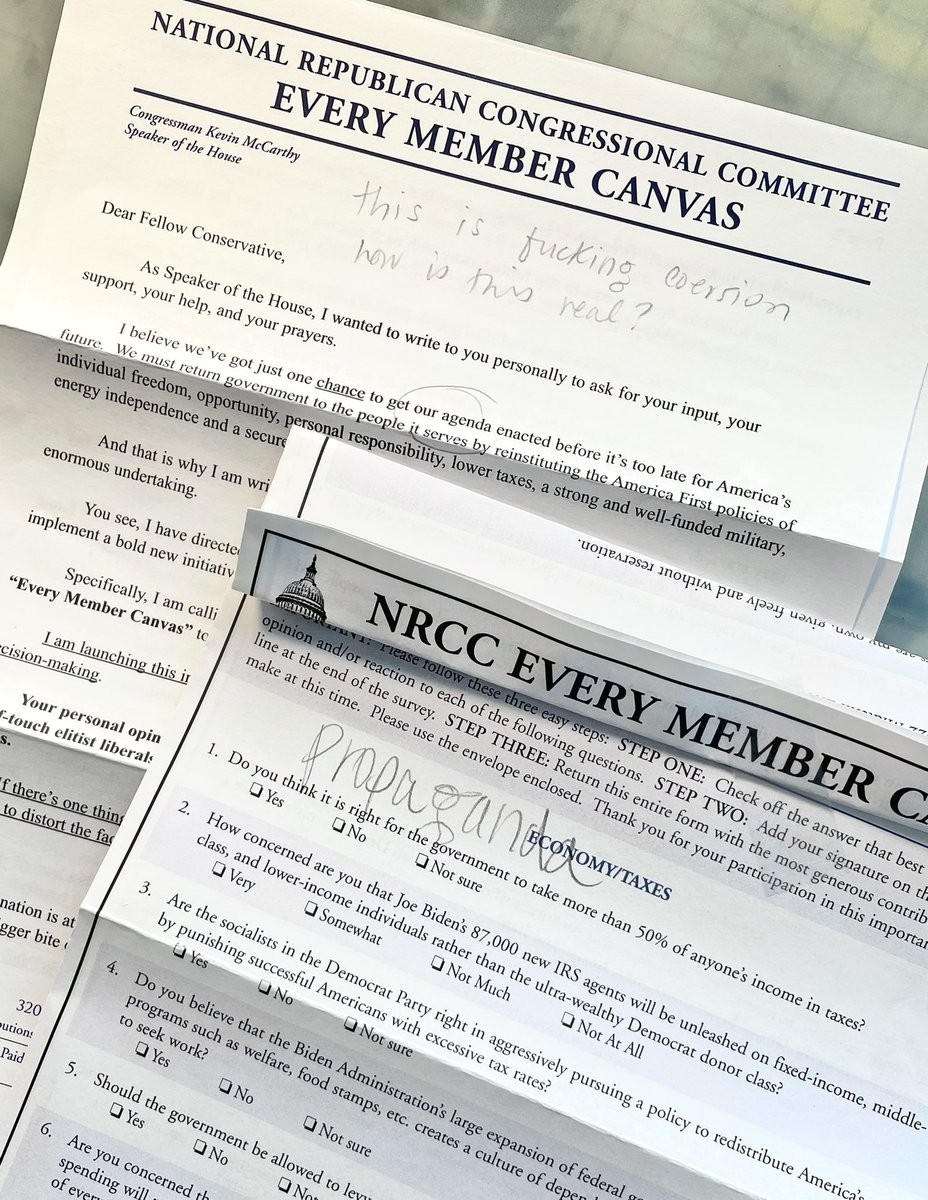 NATIONAL REPUBLICAN CONGRESSIONAL COMMITTEE
EVERY MEMBER CANVAS
Congressman Kevin McCarthy
Speaker of the House
this is fucking coersion
how is this real?
Dear Fellow Conservative,
As Speaker of the House, I wanted to write to you personally to ask for your input, your
support, your help, and your prayers.
I believe we've got just one chance to get our agenda enacted before it's too late for America's
future. We must return government to the people it serves by reinstituting the America First policies of
individual freedom, opportunity, personal responsibility, lower taxes, a strong and well-funded military,
energy independence and a secure
And that is why I am wri
enormous undertaking.
You see, I have directed
implement a bold new initiativ
Specifically, I am calli
"Every Member Canvas" to
I am launching this in
ecision-making.
Your personal opin
f-touch elitist liberals
s.
If there's one thing
to distort the fac
nation is at
igger bite
320
butions
Paid
own, given freely and without reservation.
NRCC EVERY MEMBER CA
Please follow these three easy steps: STEP ONE: Check off the answer that best
opinion and/or reaction to each of the following questions. STEP TWO: Add your signature on th
line at the end of the survey. STEP THREE: Return this entire form with the most generous contrib
make at this time. Please use the envelope enclosed. Thank you for your participation in this important
Propaganda
ECONOMY/TAXES
1. Do you think it is right for the government to take more than 50% of anyone's income in taxes?
❏ Yes ❏ No ❏ Not sure
2. How concerned are you that Joe Biden's 87,000 new IRS agents will be unleashed on fixed-income, middle-
class, and lower-income individuals rather than the ultra-wealthy Democrat donor class?
❏ Very ❏ Somewhat ❏ Not Much ❏ Not At All
3. Are the socialists in the Democrat Party right in aggressively pursuing a policy to redistribute America's
by punishing successful Americans with excessive tax rates?
❏ Yes ❏ No ❏ Not sure
4. Do you believe that the Biden Administration's large expansion of federal g
programs such as welfare, food stamps, etc. creates a culture of depen
to seek work?
❏ Yes ❏ No ❏ Not sure
5. Should the government be allowed to levy
❏ Yes ❏ No ❏ No
6. Are you concerned th
spending will
of every